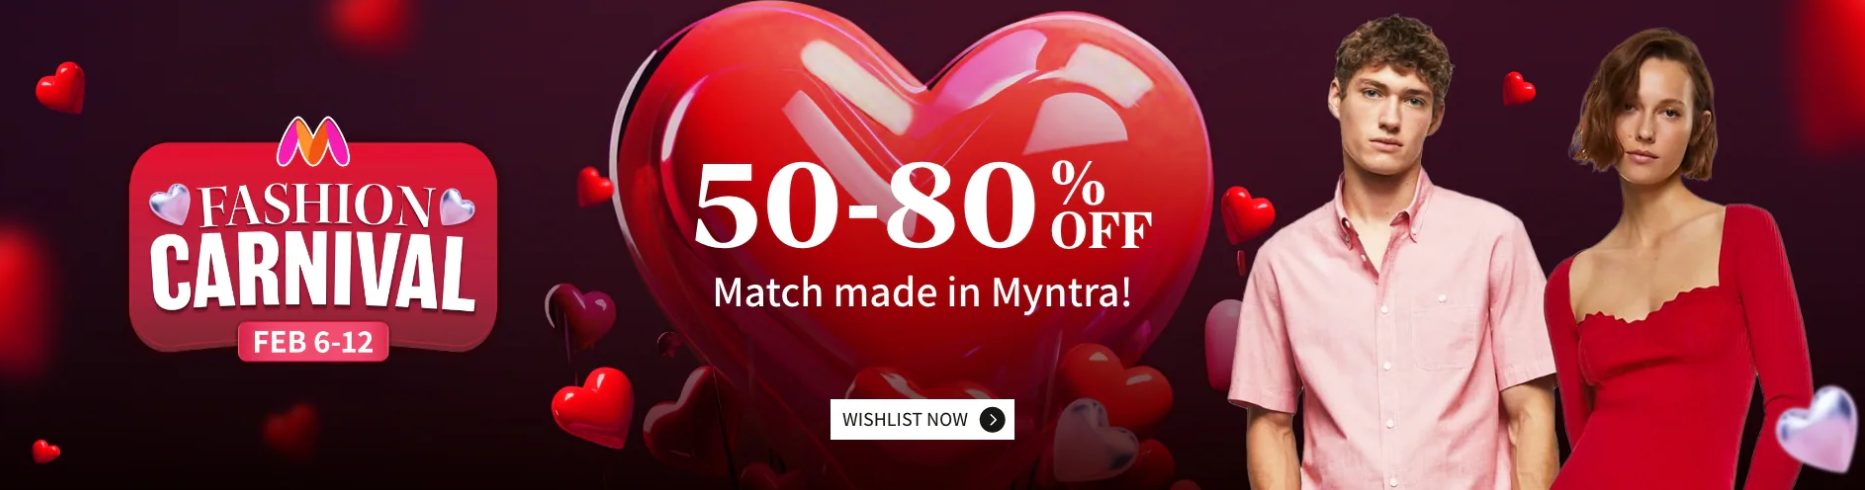 FASHION
CARNIVAL
FEB 6-12
50-80% OFF
Match made in Myntra!
WISHLIST NOW